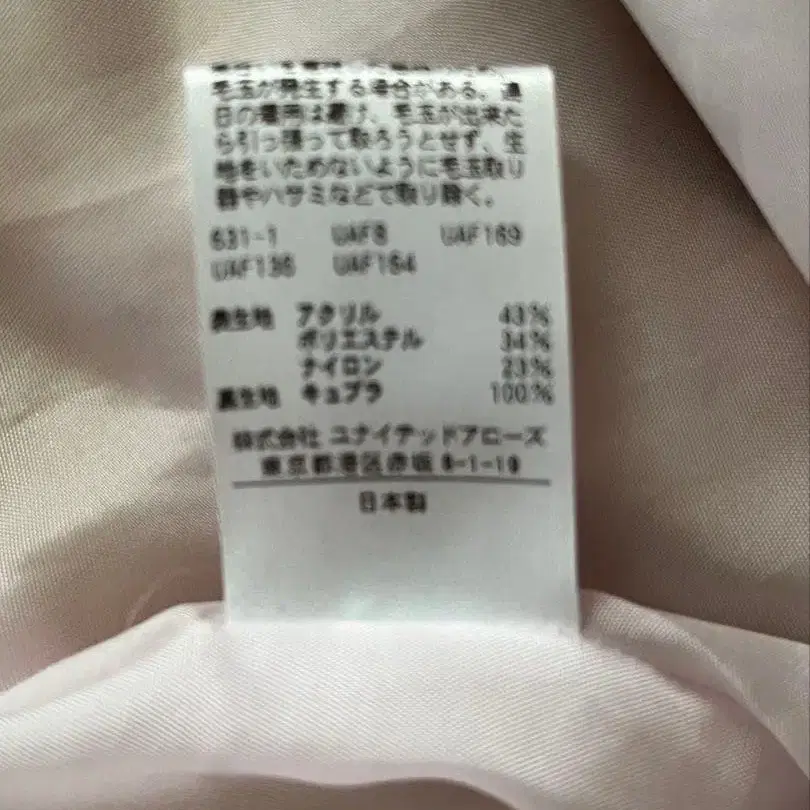 毛玉が発生する場合がある。連
日の着用は避け、毛玉が出来た
ら引っ張って取ろうとせず、生
地をいためないように毛玉取り
器やハサミなどで取り除く。
631-1 UAF8 UAF169
UAF136 UAF164
表生地 アクリル 43%
ポリエステル 34%
ナイロン 23%
裏生地 キュプラ 100%
株式会社 ユナイテッドアローズ
東京都港区赤坂 8-1-19
日本製